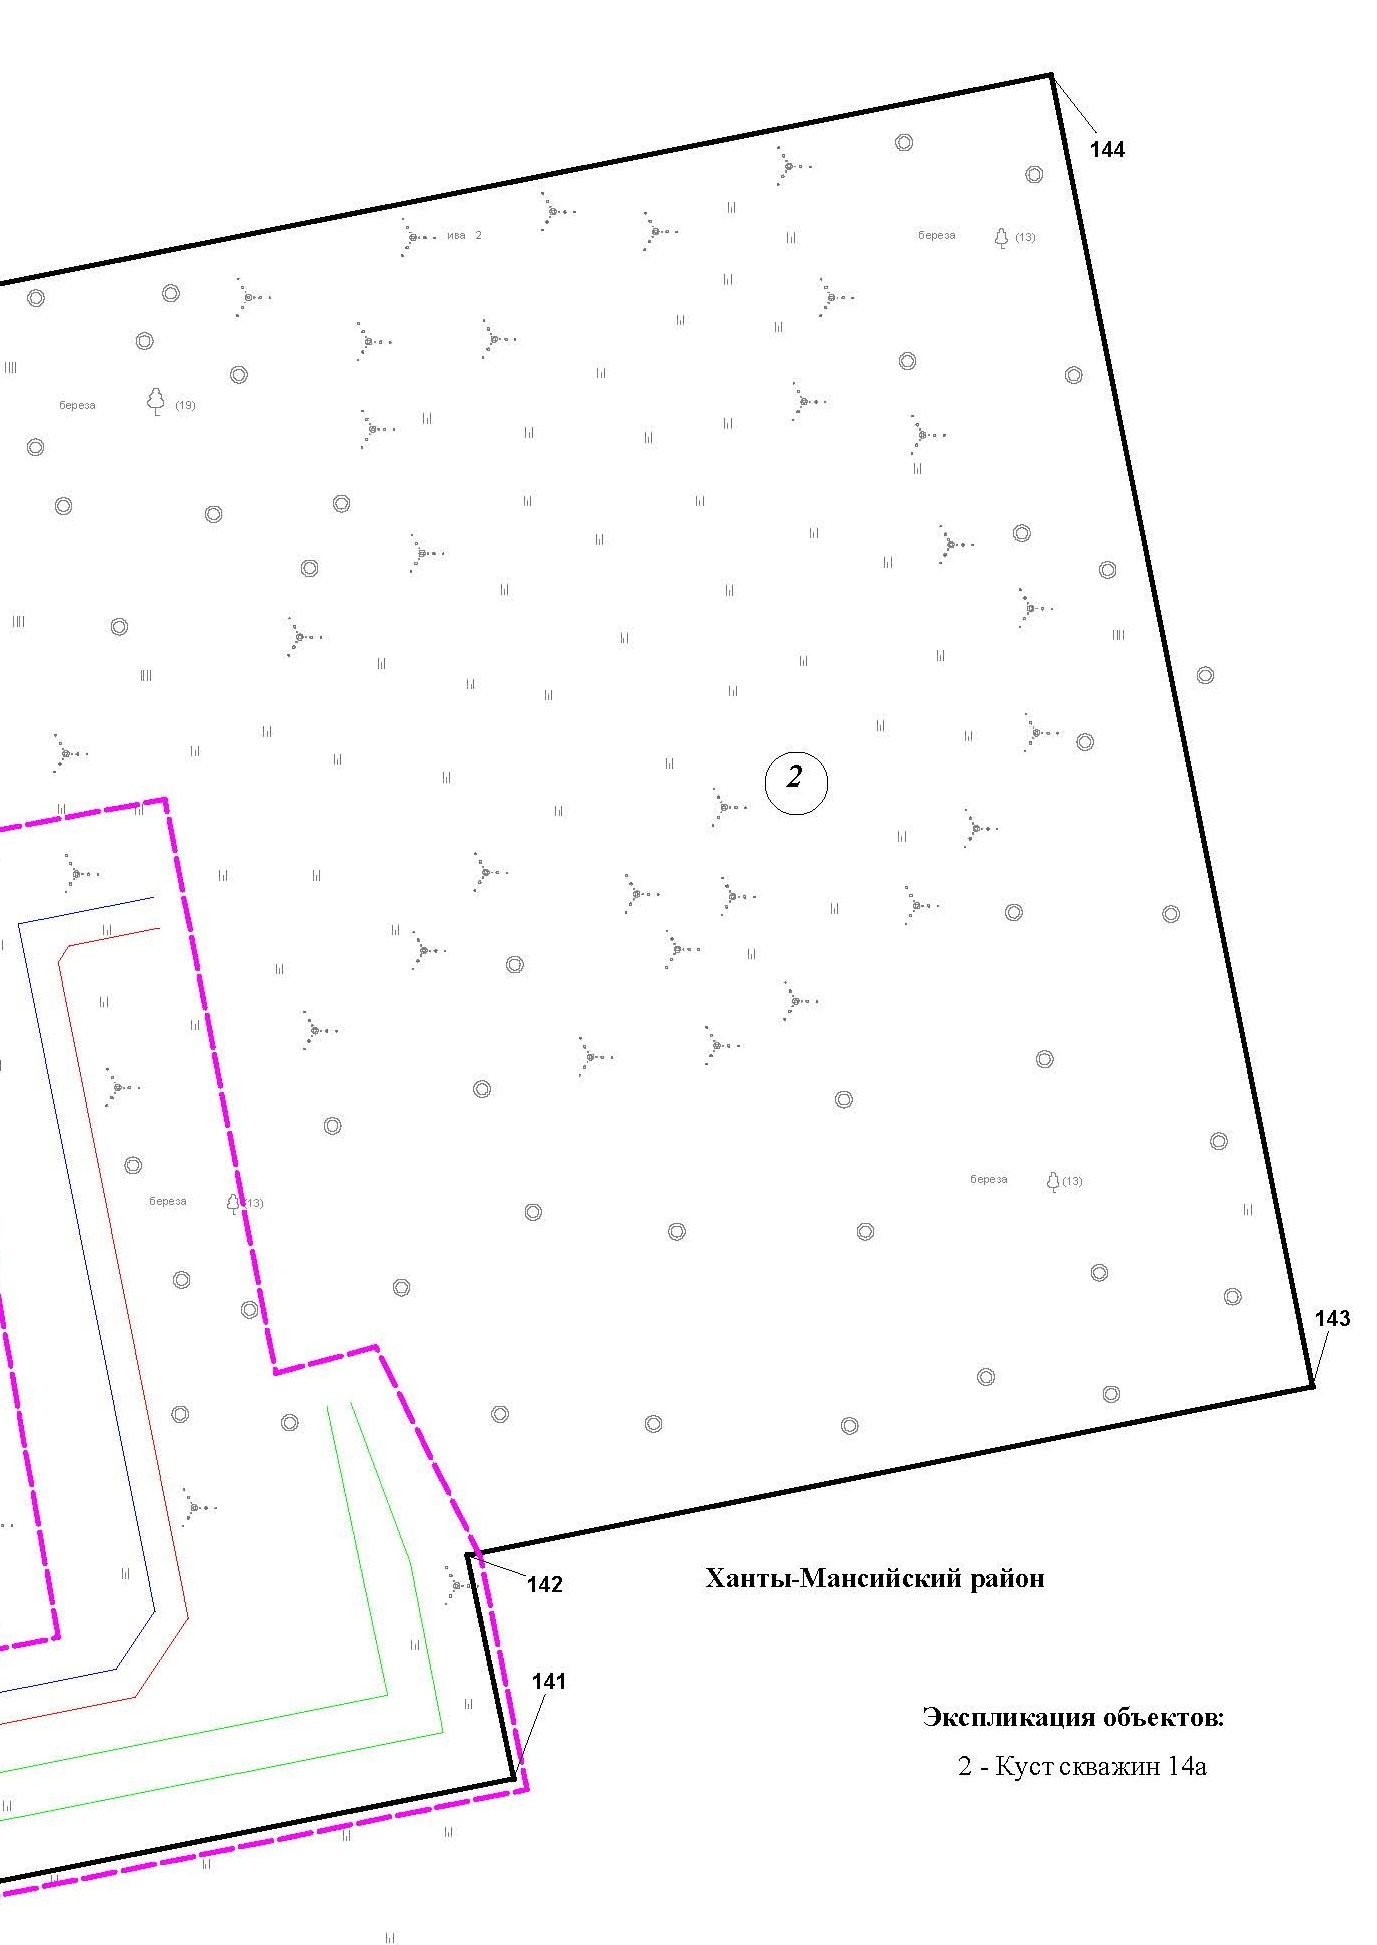 144
ива 2
береза (13)
береза (19)
2
береза (13)
береза (13)
143
142
Ханты-Мансийский район
141
Экспликация объектов:
2 - Куст скважин 14а